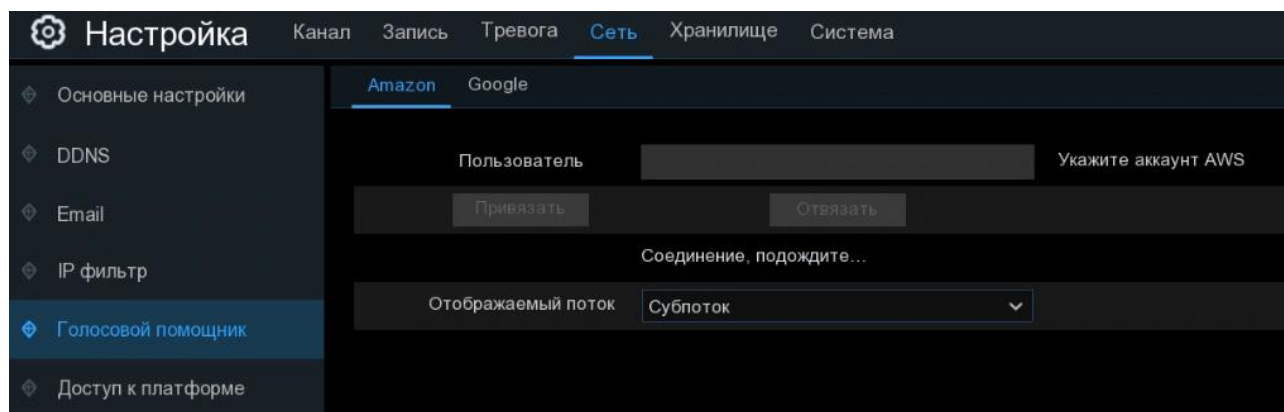 Настройка Канал Запись Тревога Сеть Хранилище Система
Amazon Google
Основные настройки
DDNS
Email
IP фильтр
Голосовой помощник
Доступ к платформе
Пользователь Укажите аккаунт AWS
Привязать Отвязать
Соединение, подождите...
Отображаемый поток Субпоток